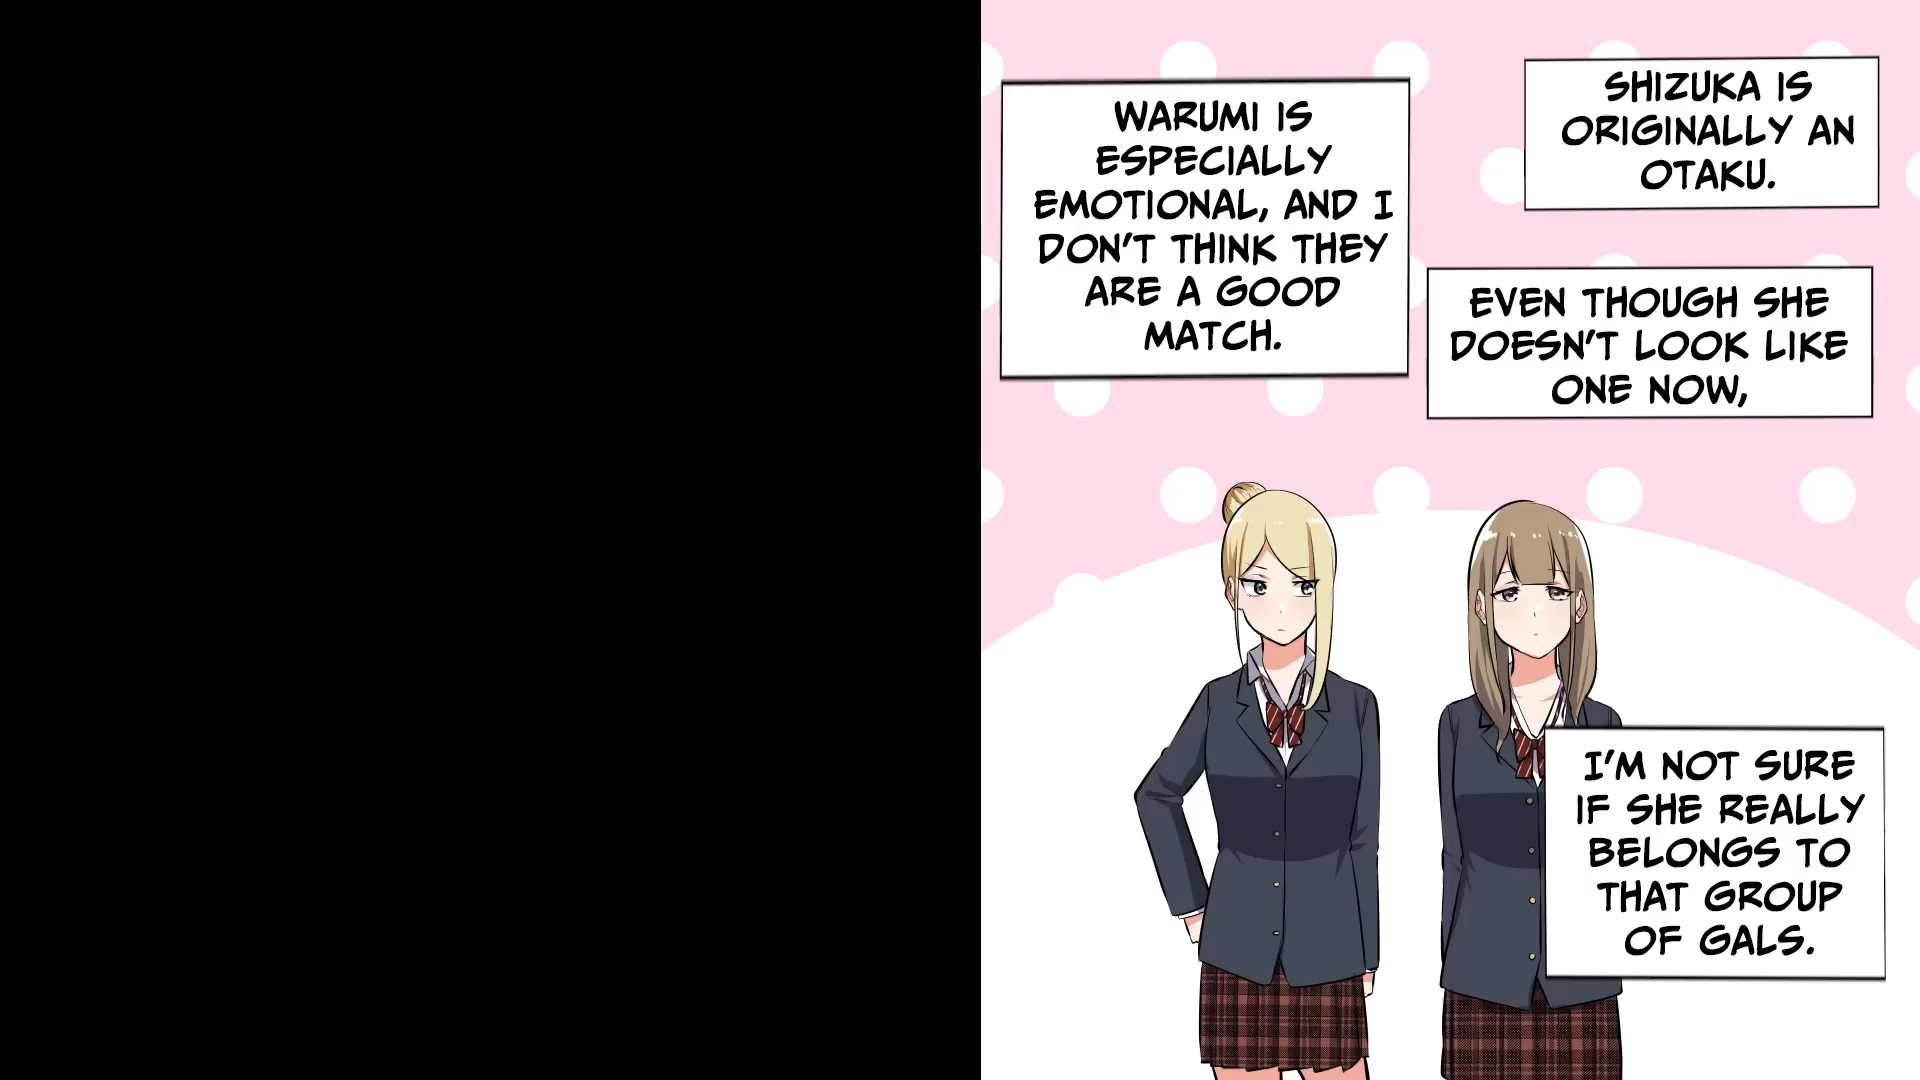 SHIZUKA IS
ORIGINALLY AN
OTAKU.
EVEN THOUGH SHE
DOESN'T LOOK LIKE
ONE NOW,
WARUMI IS
ESPECIALLY
EMOTIONAL, AND I
DON'T THINK THEY
ARE A GOOD
MATCH.
I'M NOT SURE
IF SHE REALLY
BELONGS TO
THAT GROUP
OF GALS.